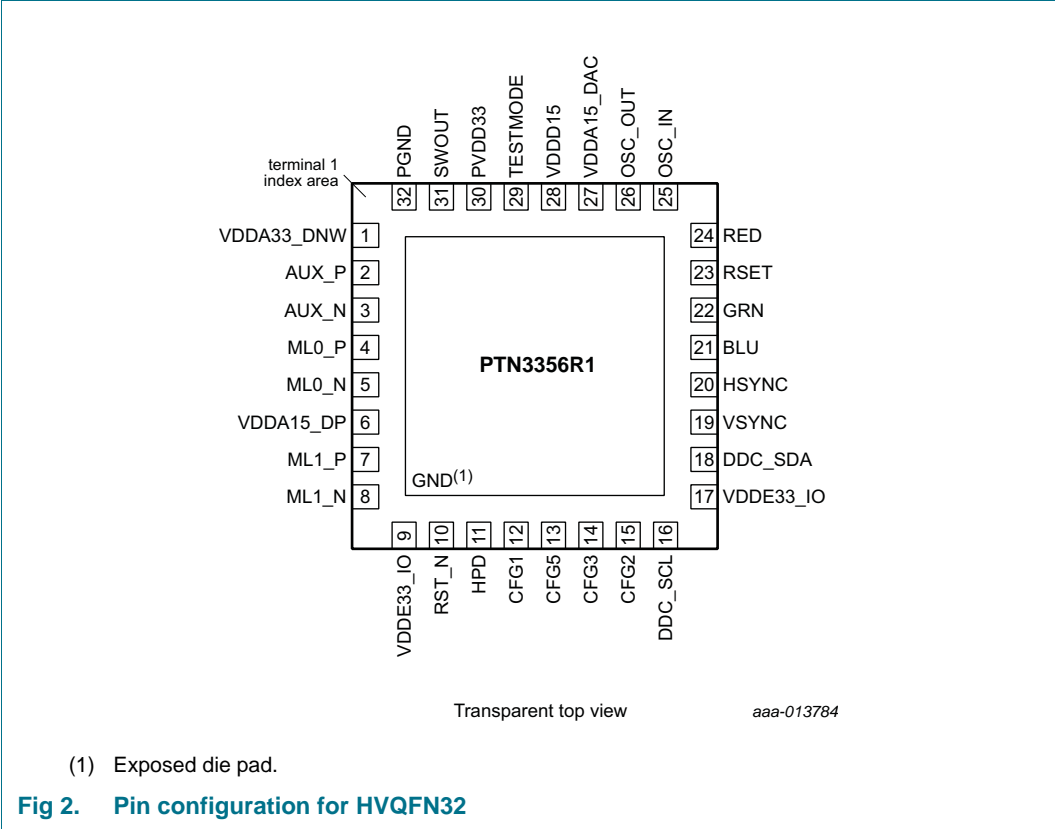 PGND
SWOUT
PVDD33
TESTMODE
VDDD15
VDDA15_DAC
OSC_OUT
OSC_IN
terminal 1
index area
32
31
30
29
28
27
26
25
VDDA33_DNW 1
AUX_P 2
AUX_N 3
ML0_P 4
ML0_N 5
VDDA15_DP 6
ML1_P 7
ML1_N 8
24 RED
23 RSET
22 GRN
21 BLU
20 HSYNC
19 VSYNC
18 DDC_SDA
17 VDDE33_IO
PTN3356R1
GND(1)
9
10
11
12
13
14
15
16
VDDE33_IO
RST_N
HPD
CFG1
CFG5
CFG3
CFG2
DDC_SCL
Transparent top view
aaa-013784
(1) Exposed die pad.
Fig 2. Pin configuration for HVQFN32